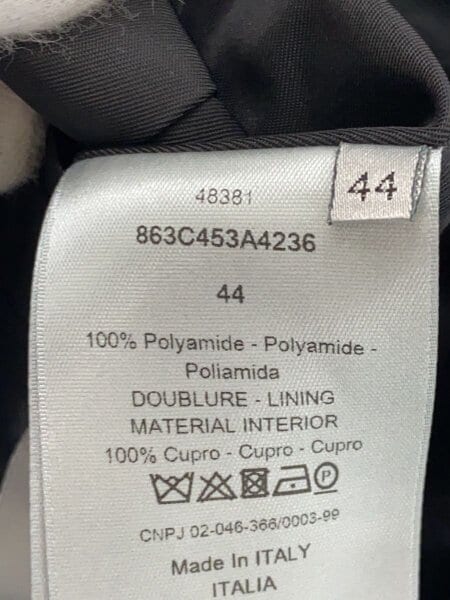 48381
44
863C453A4236
44
100% Polyamide - Polyamide -
Poliamida
DOUBLURE - LINING
MATERIAL INTERIOR
100% Cupro - Cupro - Cupro
P
CNPJ 02-046-366/0003-99
Made In ITALY
ITALIA